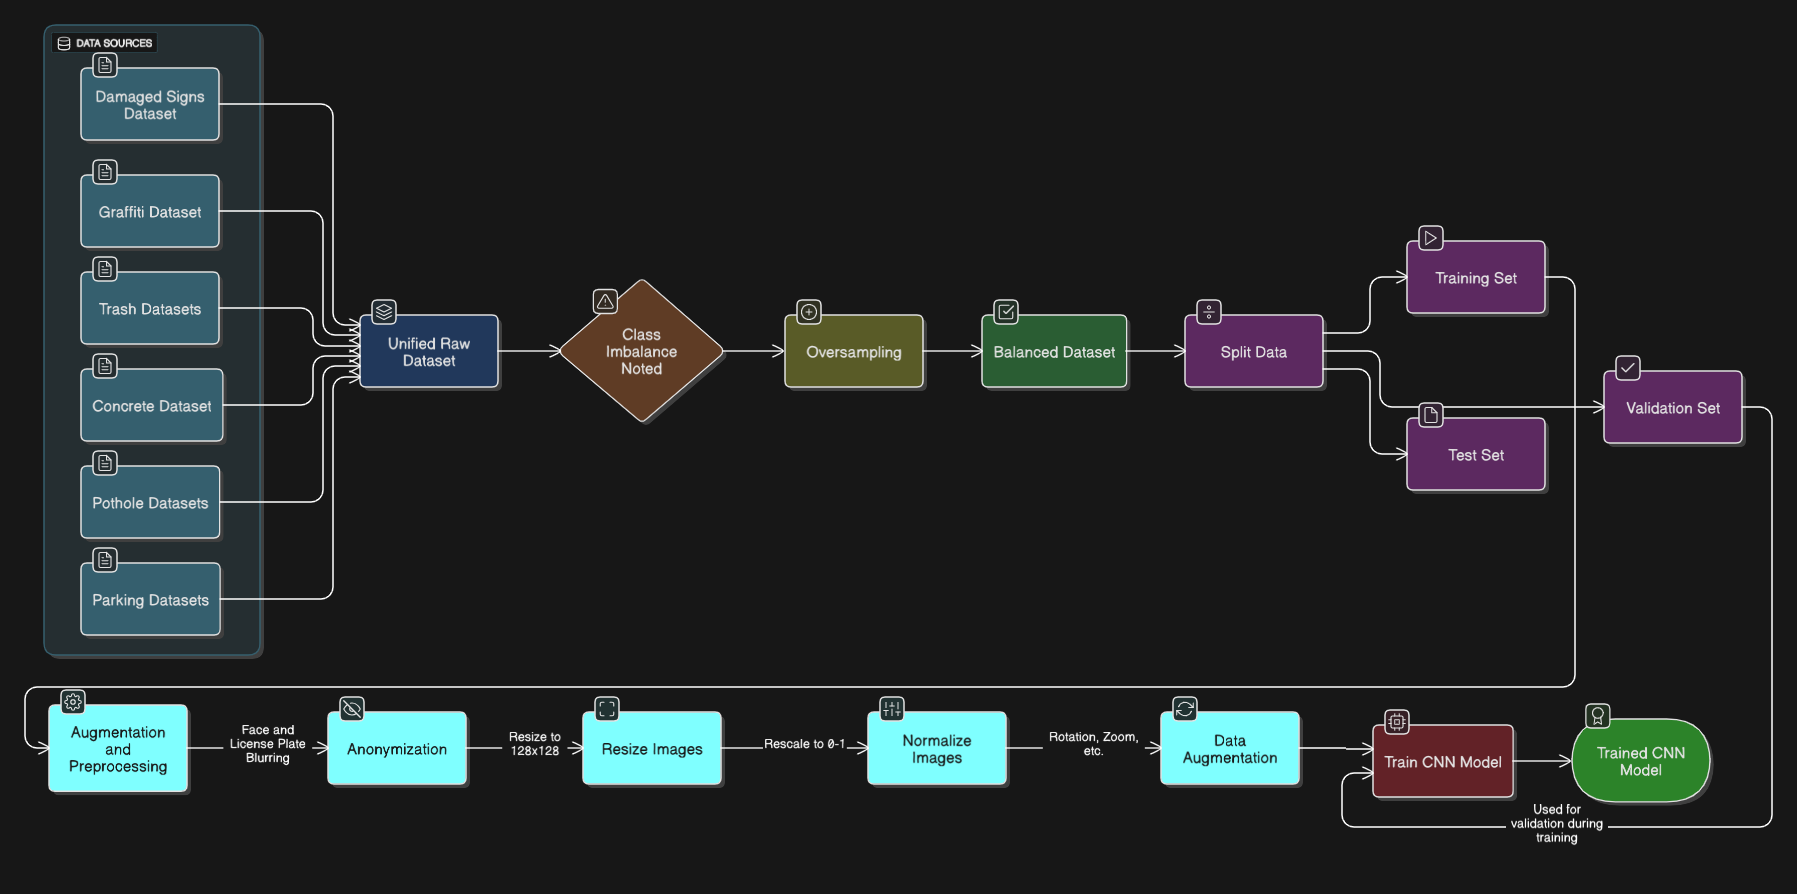 DATA SOURCES
Damaged Signs
Dataset
Graffiti Dataset
Trash Datasets
Concrete Dataset
Pothole Datasets
Parking Datasets
Unified Raw
Dataset
Class
Imbalance
Noted
Oversampling
Balanced Dataset
Split Data
Training Set
Validation Set
Test Set
Augmentation
and
Preprocessing
Face and
License Plate
Blurring
Anonymization
Resize to
128x128
Resize Images
Rescale to 0-1
Normalize
Images
Rotation, Zoom,
etc.
Data
Augmentation
Train CNN Model
Trained CNN
Model
Used for
validation during
training